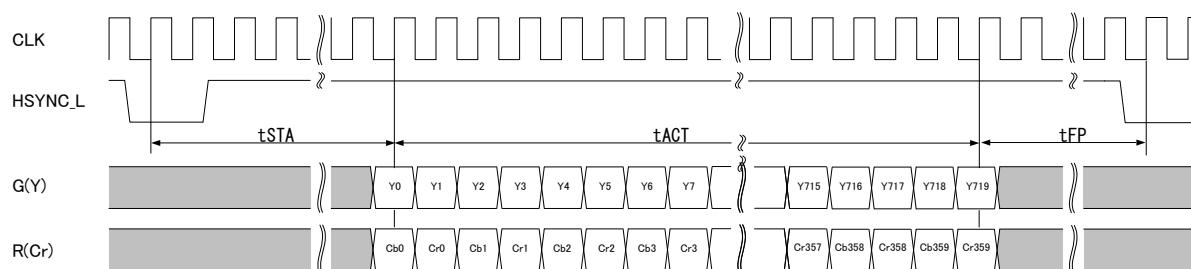 CLK
HSYNC_L
tSTA tACT tFP
G(Y) Y0 Y1 Y2 Y3 Y4 Y5 Y6 Y7 Y715 Y716 Y717 Y718 Y719
R(Cr) Cb0 Cr0 Cb1 Cr1 Cb2 Cr2 Cb3 Cr3 Cr357 Cb358 Cr358 Cb359 Cr359